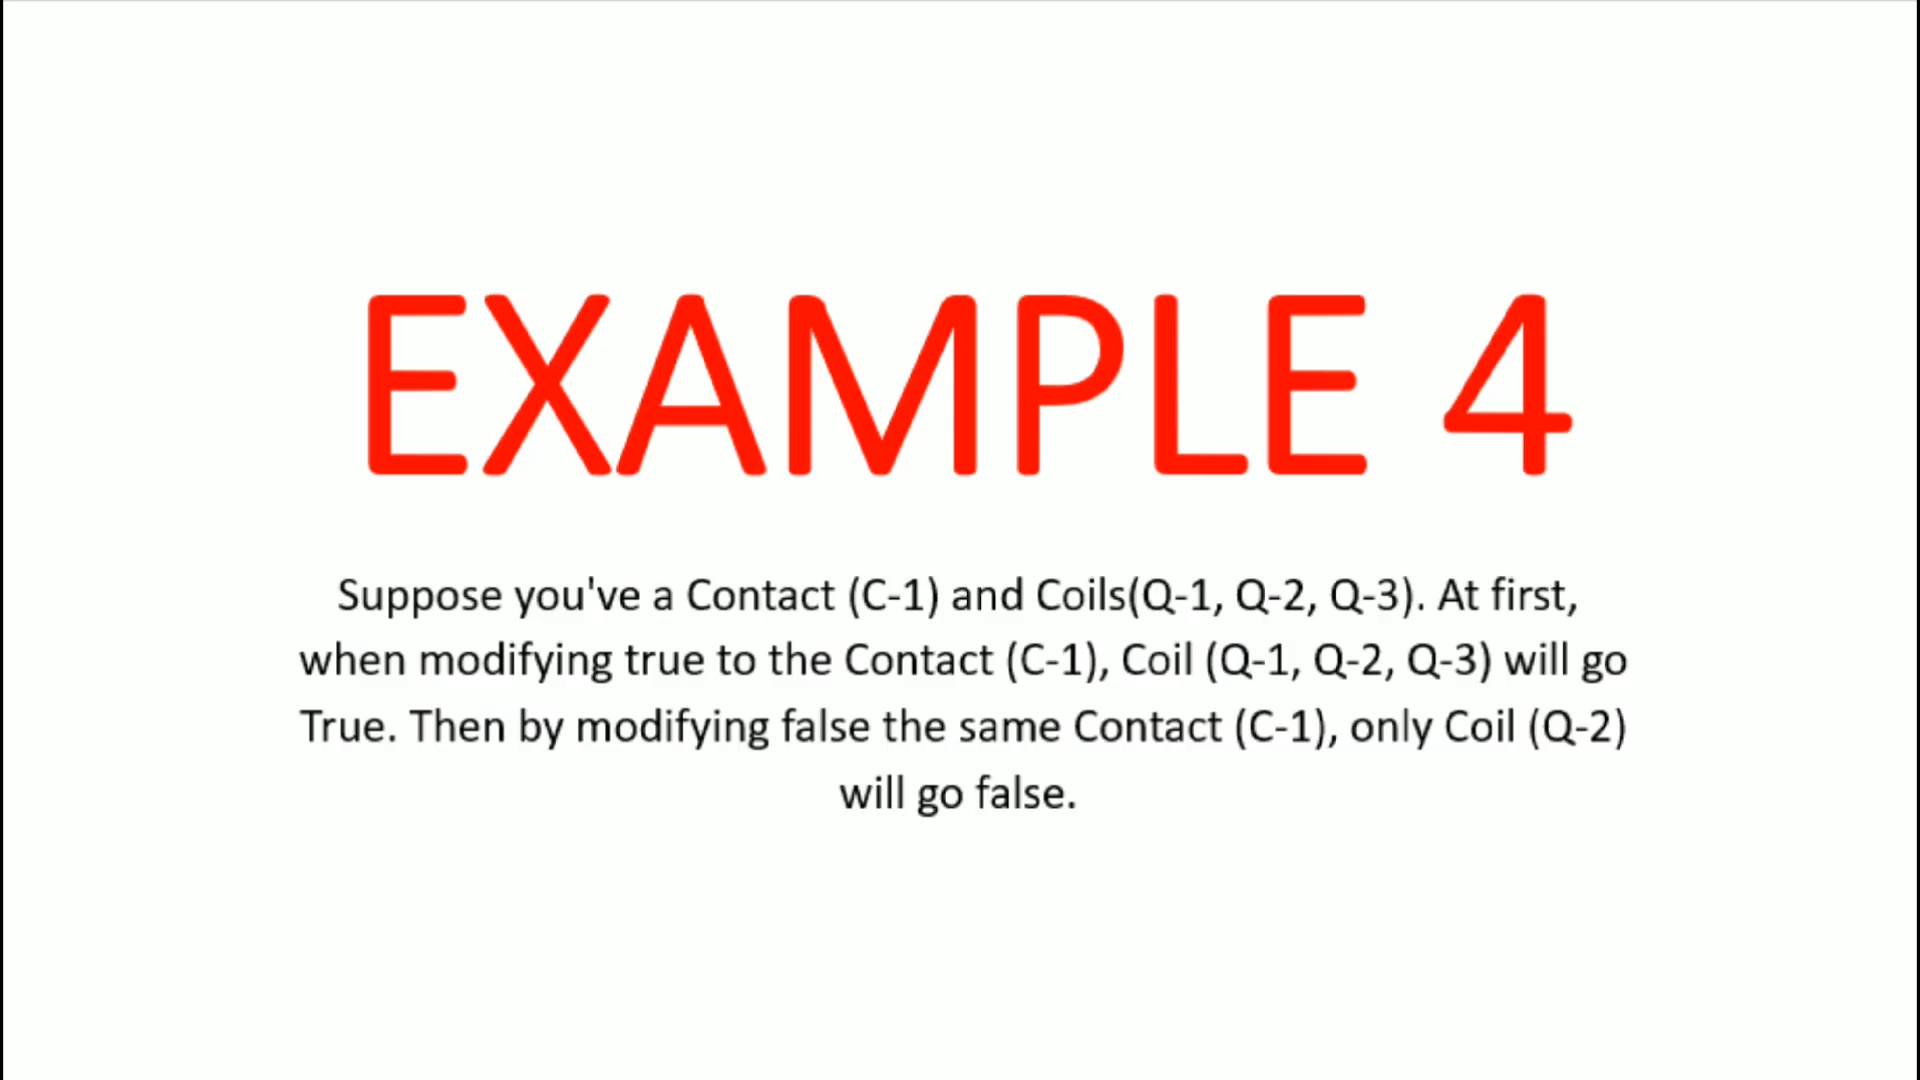 EXAMPLE 4
Suppose you've a Contact (C-1) and Coils(Q-1, Q-2, Q-3). At first,
when modifying true to the Contact (C-1), Coil (Q-1, Q-2, Q-3) will go
True. Then by modifying false the same Contact (C-1), only Coil (Q-2)
will go false.